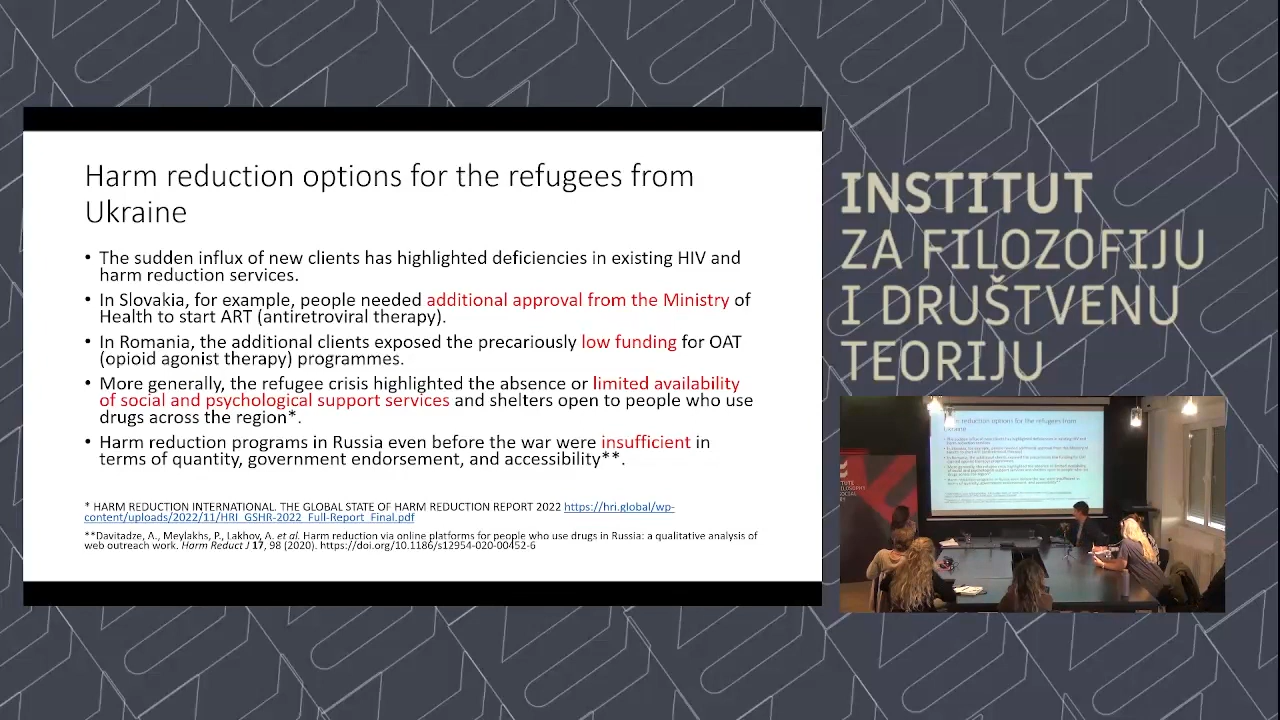 Harm reduction options for the refugees from
Ukraine
• The sudden influx of new clients has highlighted deficiencies in existing HIV and
harm reduction services.
• In Slovakia, for example, people needed additional approval from the Ministry of
Health to start ART (antiretroviral therapy).
• In Romania, the additional clients exposed the precariously low funding for OAT
(opioid agonist therapy) programmes.
• More generally, the refugee crisis highlighted the absence or limited availability
of social and psychological support services and shelters open to people who use
drugs across the region*
• Harm reduction programs in Russia even before the war were insufficient in
terms of quantity, government endorsement, and accessibility**.
* HARM REDUCTION INTERNATIONAL. THE GLOBAL STATE OF HARM REDUCTION REPORT 2022 https://hri.global/wp-
content/uploads/2022/11/HRI_GSHR-2022_Full-Report_Final.pdf
**Davitadze, A., Meylakhs, P., Lakhov, A. et al. Harm reduction via online platforms for people who use drugs in Russia: a qualitative analysis of
web outreach work. Harm Reduct J 17, 98 (2020). https://doi.org/10.1186/s12954-020-00452-6
INSTITUT
ZA FILOZOFIJU
I DRUŠTVENU
TEORIJU
Harm reduction options for the refugees from
Ukraine